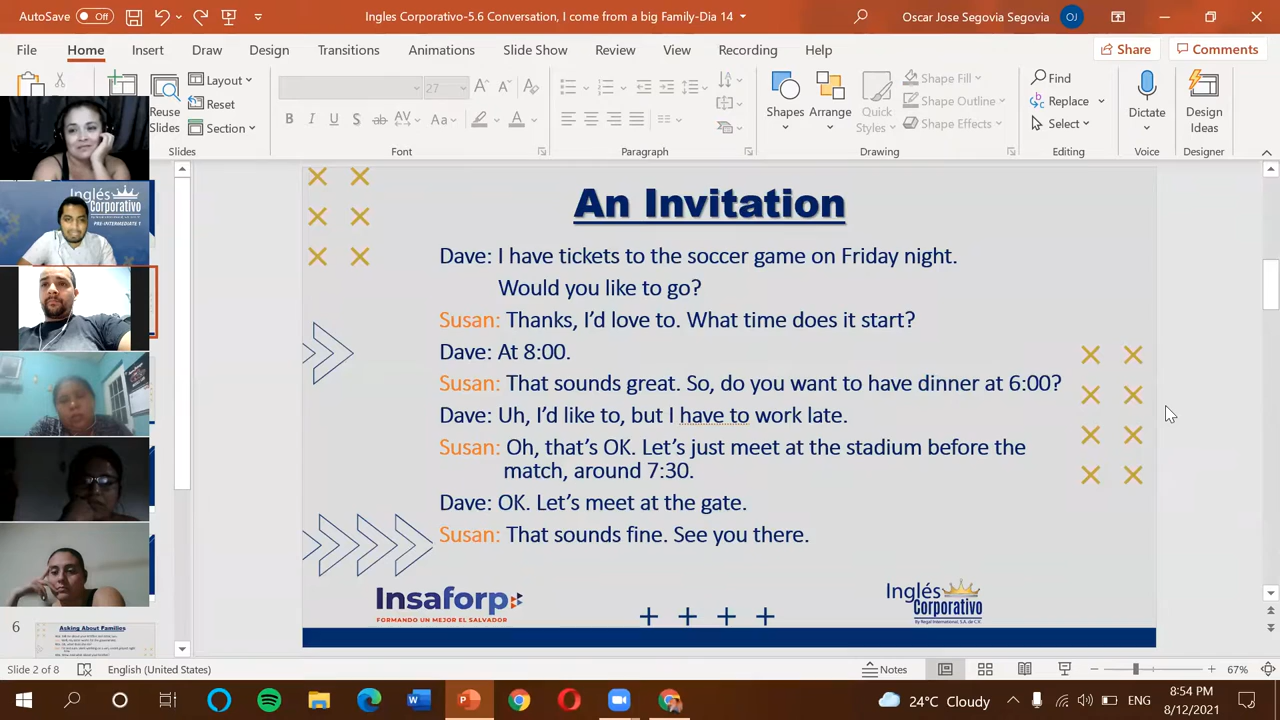 AutoSave Off Ingles Corporativo-5.6 Conversation, I come from a big Family-Dia 14 Oscar Jose Segovia Segovia OJ
File Home Insert Draw Design Transitions Animations Slide Show Review View Recording Help Share Comments
Reuse Slides Layout Reset Section 27 Shapes Arrange Quick Styles Shape Fill Shape Outline Shape Effects Find Replace Select Dictate Design Ideas
Slides Font Paragraph Drawing Editing Voice Designer
Inglés
Corporativo
PRE-INTERMEDIATE 1
An Invitation
Dave: I have tickets to the soccer game on Friday night.
Would you like to go?
Susan: Thanks, I'd love to. What time does it start?
Dave: At 8:00.
Susan: That sounds great. So, do you want to have dinner at 6:00?
Dave: Uh, I'd like to, but I have to work late.
Susan: Oh, that's OK. Let's just meet at the stadium before the
match, around 7:30.
Dave: OK. Let's meet at the gate.
Susan: That sounds fine. See you there.
Insaforp
FORMANDO UN MEJOR EL SALVADOR
Inglés
Corporativo
By Regal International, S.A. de C.V.
6
Asking About Families
Slide 2 of 8 English (United States) Notes 67%
24°C Cloudy ENG 8:54 PM
8/12/2021